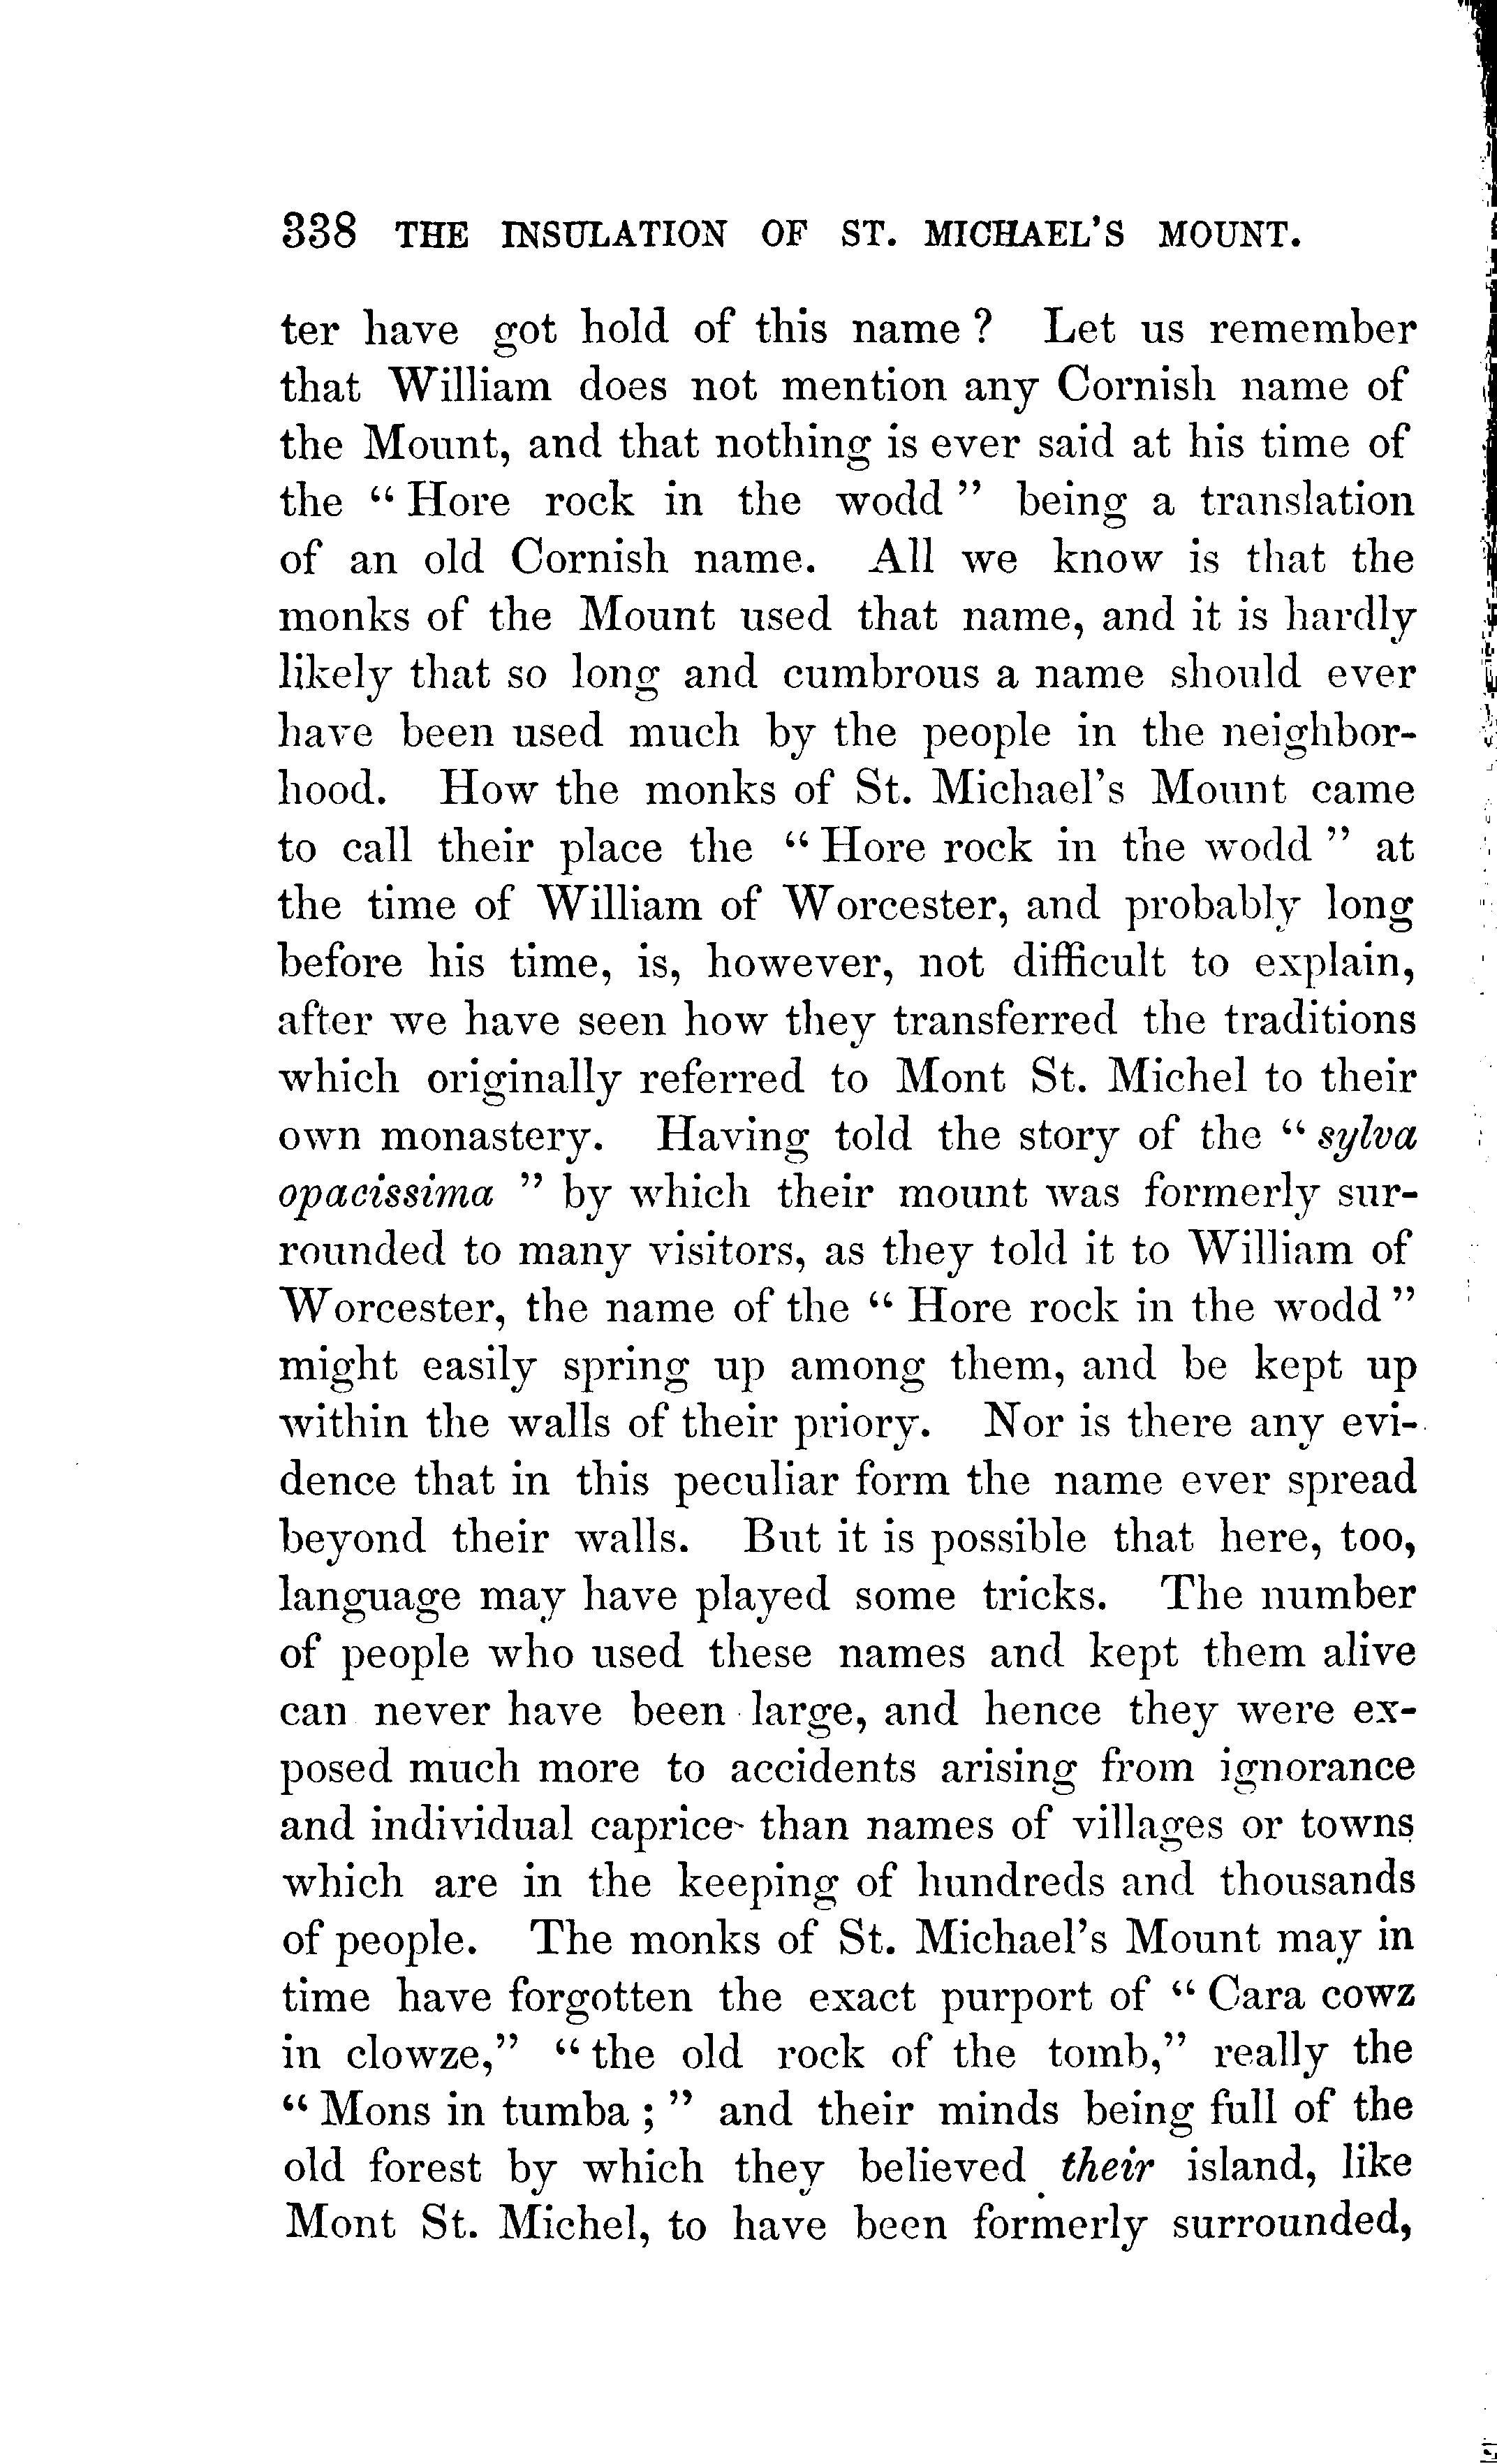 338 THE INSULATION OF ST. MICHAEL'S MOUNT.
ter have got hold of this name ? Let us remember
that William does not mention any Cornish name of
the Mount, and that nothing is ever said at his time of
the “ Hore rock in the wodd ” being a translation
of an old Cornish name. All we know is that the
monks of the Mount used that name, and it is hardly
likely that so long and cumbrous a name should ever
have been used much by the people in the neighbor-
hood. How the monks of St. Michael's Mount came
to call their place the “ Hore rock in the wodd ” at
the time of William of Worcester, and probably long
before his time, is, however, not difficult to explain,
after we have seen how they transferred the traditions
which originally referred to Mont St. Michel to their
own monastery. Having told the story of the “ sylva
opacissima ” by which their mount was formerly sur-
rounded to many visitors, as they told it to William of
Worcester, the name of the “ Hore rock in the wodd ”
might easily spring up among them, and be kept up
within the walls of their priory. Nor is there any evi-
dence that in this peculiar form the name ever spread
beyond their walls. But it is possible that here, too,
language may have played some tricks. The number
of people who used these names and kept them alive
can never have been large, and hence they were ex-
posed much more to accidents arising from ignorance
and individual caprice than names of villages or towns
which are in the keeping of hundreds and thousands
of people. The monks of St. Michael's Mount may in
time have forgotten the exact purport of “ Cara cowz
in clowze,” “ the old rock of the tomb,” really the
“ Mons in tumba ; ” and their minds being full of the
old forest by which they believed their island, like
Mont St. Michel, to have been formerly surrounded,